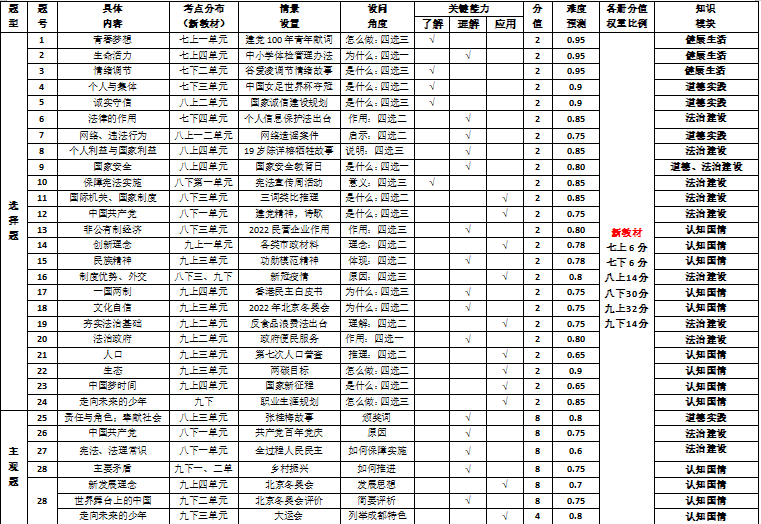 题型 题号 具体内容 考点分布（新教材） 情景设置 设问角度 关键能力 分值 难度预测 各册分值权重比例 知识模块
了解 理解 应用
选择题
1 青春梦想 七上一单元 建党100年青年献词 怎么做；四选三 √ 2 0.95 健康生活
2 生命活力 七上四单元 中小学体检管理办法 为什么；四选一 √ 2 0.95 健康生活
3 情绪调节 七下二单元 谷爱凌调节情绪故事 是什么；四选三 √ 2 0.95 健康生活
4 个人与集体 七下三单元 中国女足世界杯夺冠 是什么；四选二 √ 2 0.9 道德实践
5 诚实守信 八上二单元 国家诚信建设规划 是什么；四选三 √ 2 0.9 道德实践
6 法律的作用 七下四单元 个人信息保护法出台 作用；四选二 √ 2 0.85 法治建设
7 网络、违法行为 八上一二单元 网络造谣案件 启示；四选二 √ 2 0.75 道德实践
8 个人利益与国家利益 八上四单元 19岁陈祥榕牺牲故事 说明；四选三 √ 2 0.85 法治建设
9 国家安全 八上四单元 国家安全教育日 是什么；四选一 √ 2 0.80 道德、法治建设
10 保障宪法实施 八下第一单元 宪法宣传周活动 意义；四选三 √ 2 0.85 法治建设
11 国际机关、国家制度 八下三单元 三词类比推理 是什么；四选二 √ 2 0.85 法治建设
12 中国共产党 八下一单元 建党精神，诗歌 是什么；四选三 √ 2 0.75 法治建设
13 非公有制经济 八下三单元 2022民营企业作用 作用；四选三 √ 2 0.80 认知国情
14 创新理念 九上一单元 各类市政材料 理念；四选二 √ 2 0.78 认知国情
15 民族精神 九上三单元 功勋模范精神 体现；四选二 √ 2 0.78 认知国情
16 制度优势、外交 八下三、九下 新冠疫情 原因；四选三 √ 2 0.8 法治建设
17 一国两制 九上四单元 香港民主白皮书 为什么；四选三 √ 2 0.75 认知国情
18 文化自信 九上三单元 2022年北京冬奥会 为什么；四选二 √ 2 0.75 认知国情
19 夯实法治基础 九上二单元 反食品浪费法出台 理解；四选二 √ 2 0.75 法治建设
20 法治政府 九上二单元 政府便民服务 作用；四选一 √ 2 0.80 法治建设
21 人口 九上三单元 第七次人口普查 推理；四选二 √ 2 0.65 认知国情
22 生态 九上三单元 两碳目标 怎么做；四选二 √ 2 0.9 认知国情
23 中国梦时间 九上四单元 国家新征程 是什么；四选二 √ 2 0.65 认知国情
24 走向未来的少年 九下 职业生涯规划 怎么做；四选三 √ 2 0.85 认知国情
新教材
七上6分
七下6分
八上14分
八下30分
九上32分
九下14分
主观题
25 责任与角色；奉献社会 八上三单元 张桂梅故事 颁奖词 √ 8 0.8 道德实践
26 中国共产党 八下一单元 共产党百年党庆 原因 √ 8 0.75 法治建设
27 宪法、法理常识 八下一单元 全过程人民民主 如何保障实施 √ 8 0.6 法治建设
28 主要矛盾 九下一、二单 乡村振兴 如何推进 √ 8 0.75 认知国情
28 新发展理念 九上四单元 北京冬奥会 发展思想 √ 8 0.7 认知国情
世界舞台上的中国 九下二单元 北京冬奥会评价 简要评析 √ 8 0.75 认知国情
走向未来的少年 九下三单元 大运会 列举成都特色 √ 4 0.8 认知国情